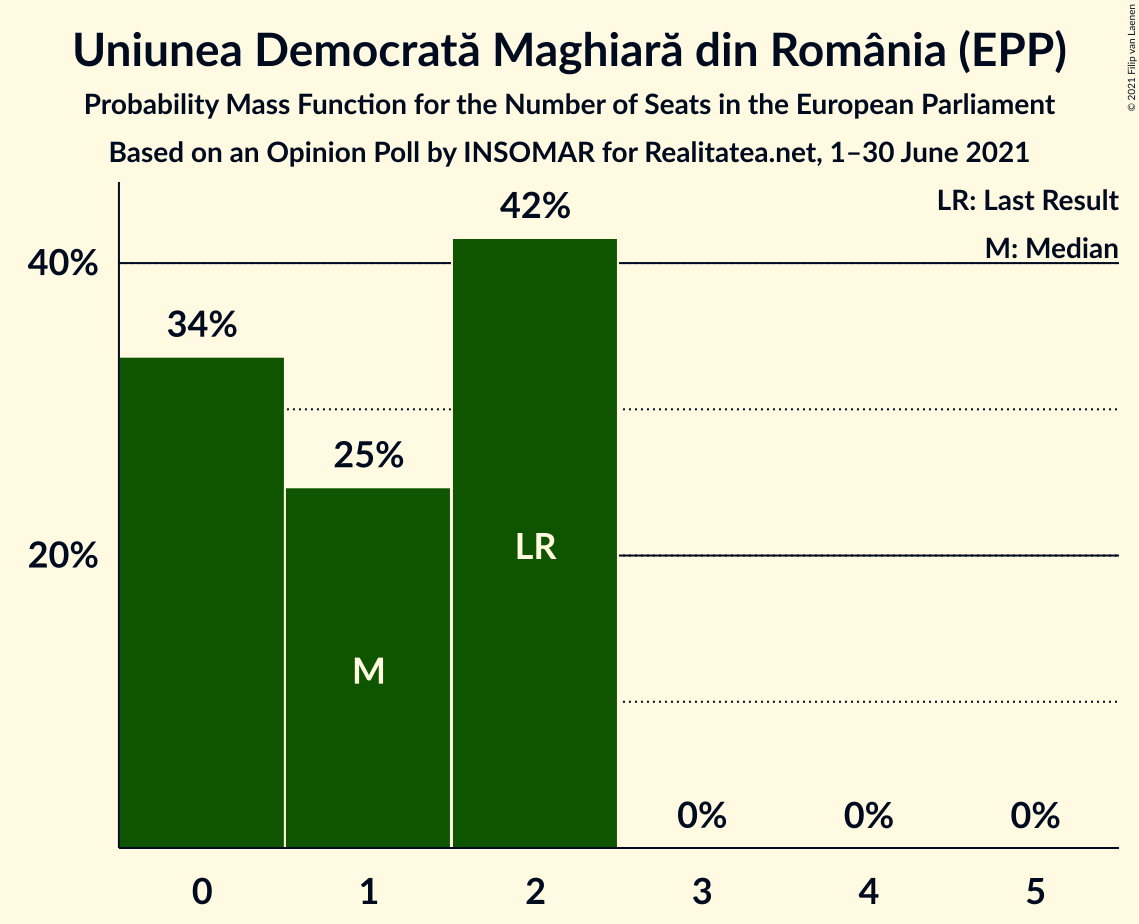 Uniunea Democrată Maghiară din România (EPP)
Probability Mass Function for the Number of Seats in the European Parliament
Based on an Opinion Poll by INSOMAR for Realitatea.net, 1–30 June 2021
© 2021 Filip van Laenen
LR: Last Result
M: Median
42%
40%
34%
25%
20%
LR
M
0% 0% 0%
0 1 2 3 4 5